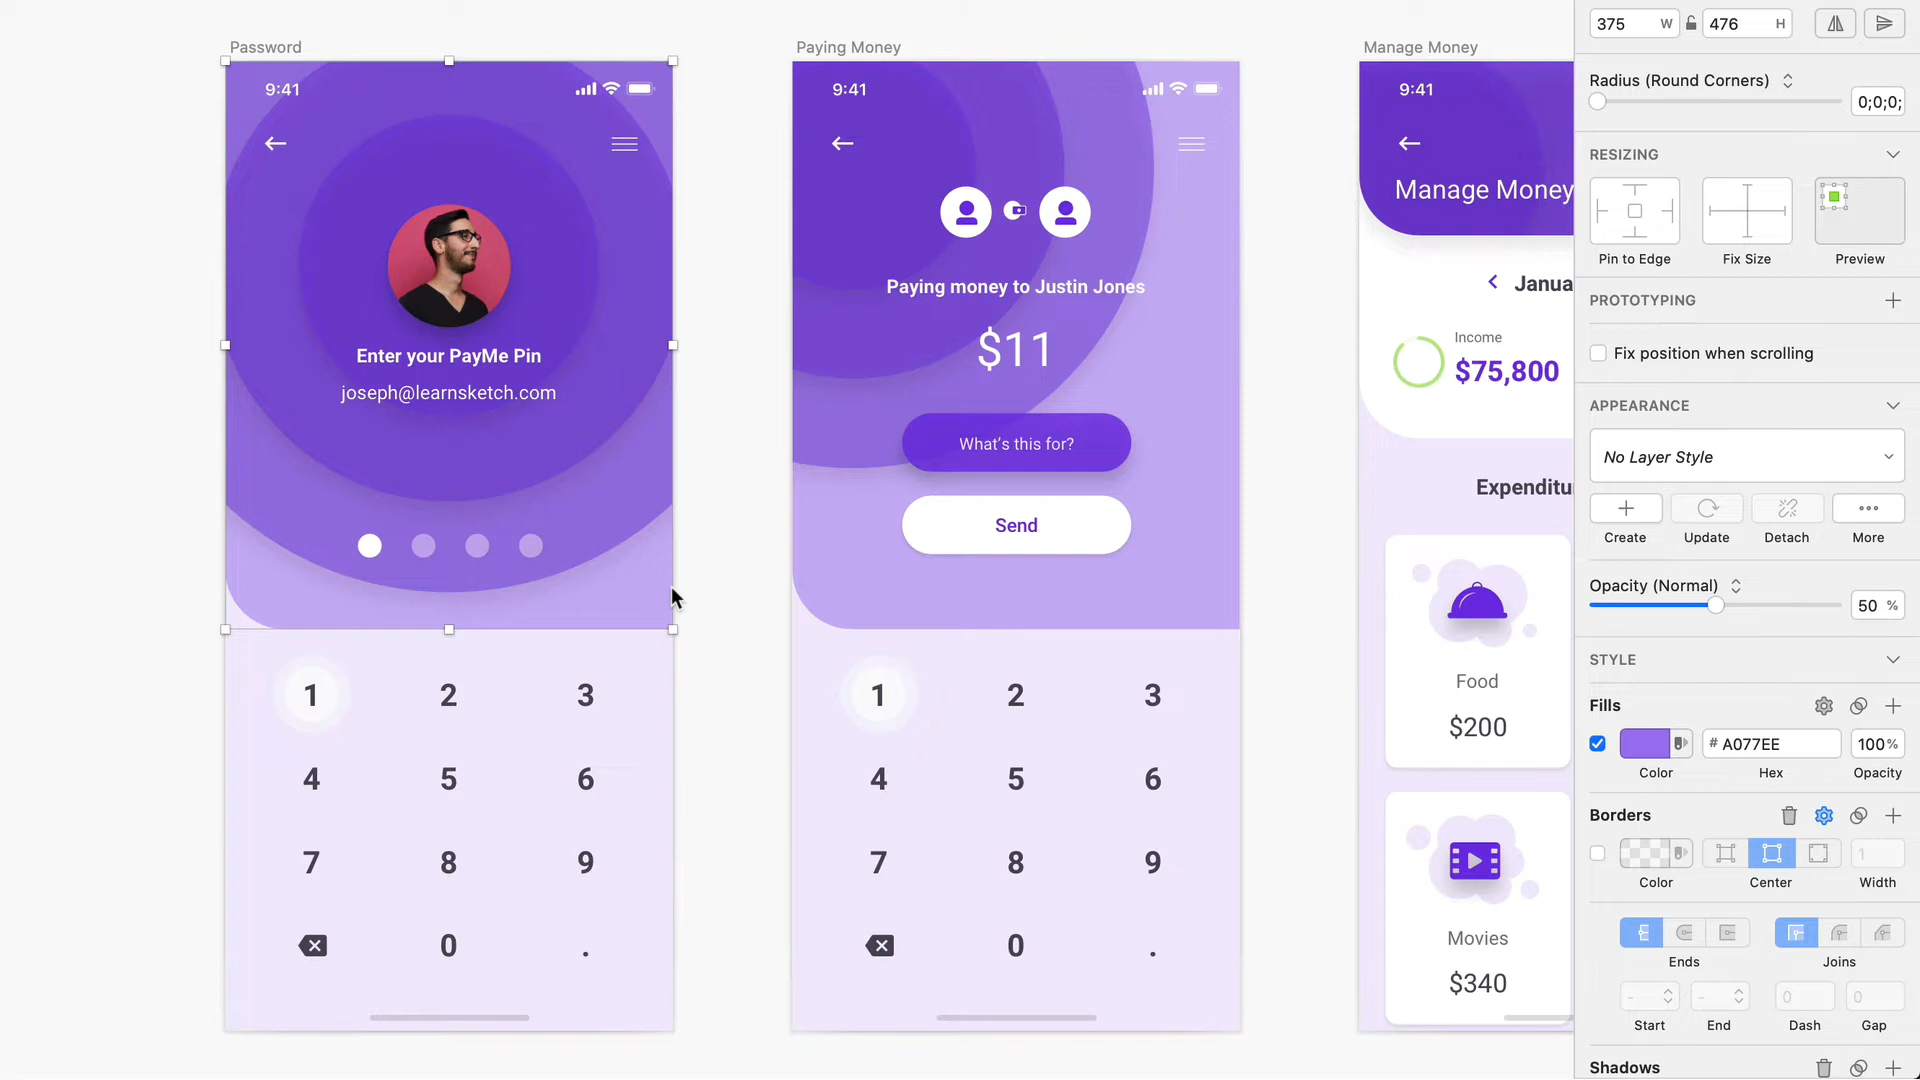 Password
9:41
Enter your PayMe Pin
joseph@learnsketch.com
1 2 3
4 5 6
7 8 9
0 .
Paying Money
9:41
Paying money to Justin Jones
$11
What's this for?
Send
1 2 3
4 5 6
7 8 9
0 .
Manage Money
9:41
Manage Money
Janua
Income
$75,800
Expenditu
Food
$200
Movies
$340
375 W 476 H
Radius (Round Corners)
0;0;0;
RESIZING
Pin to Edge Fix Size Preview
PROTOTYPING
Fix position when scrolling
APPEARANCE
No Layer Style
Create Update Detach More
Opacity (Normal)
50 %
STYLE
Fills
# A077EE 100%
Color Hex Opacity
Borders
1
Color Center Width
Ends Joins
- - 0 0
Start End Dash Gap
Shadows